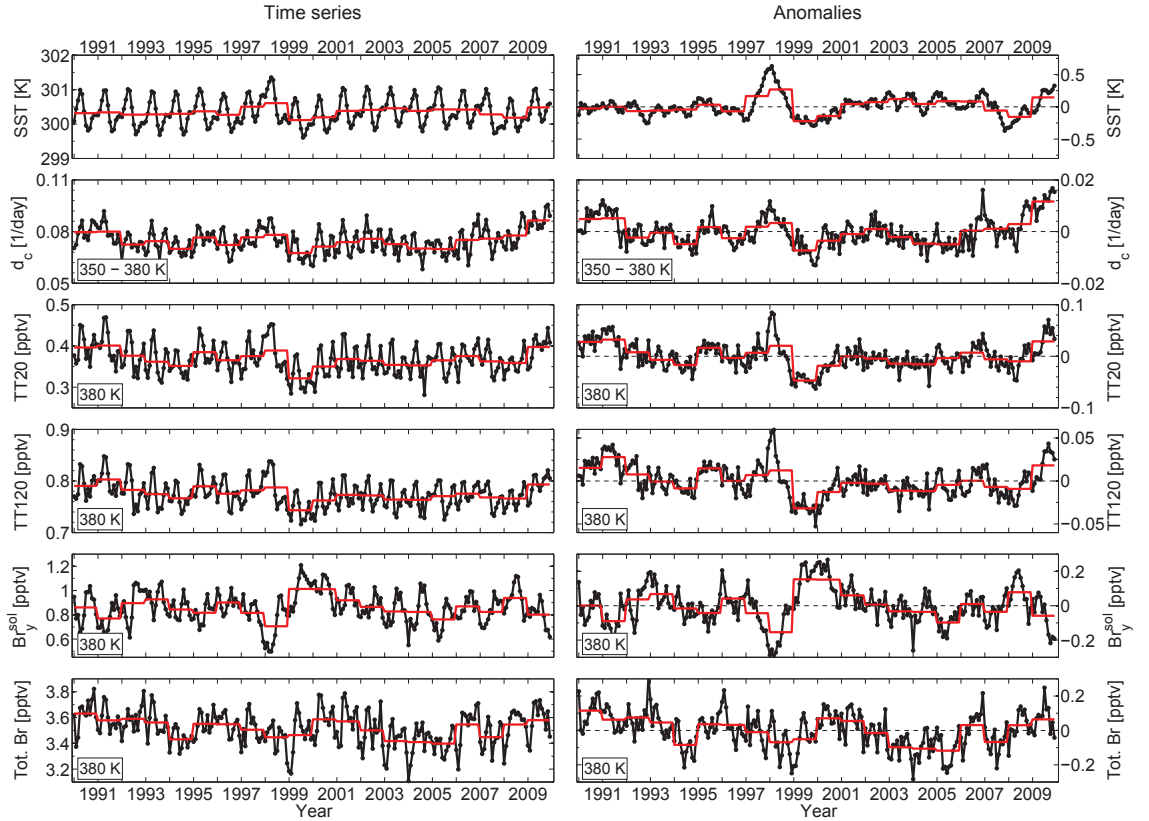 Time series Anomalies
1991 1993 1995 1997 1999 2001 2003 2005 2007 2009 1991 1993 1995 1997 1999 2001 2003 2005 2007 2009
302
301
300
299
SST [K]
0.5
0
−0.5
SST [K]
0.11
0.08
0.05
d_c [1/day]
350 − 380 K
0.02
0
−0.02
d_c [1/day]
350 − 380 K
0.5
0.4
0.3
TT20 [pptv]
380 K
0.1
0
−0.1
TT20 [pptv]
380 K
0.9
0.8
0.7
TT120 [pptv]
380 K
0.05
0
−0.05
TT120 [pptv]
380 K
1.2
1.0
0.8
0.6
Br_y^sol [pptv]
380 K
0.2
0
−0.2
Br_y^sol [pptv]
380 K
3.8
3.6
3.4
3.2
Tot. Br [pptv]
380 K
0.2
0
−0.2
Tot. Br [pptv]
380 K
1991 1993 1995 1997 1999 2001 2003 2005 2007 2009 1991 1993 1995 1997 1999 2001 2003 2005 2007 2009
Year Year